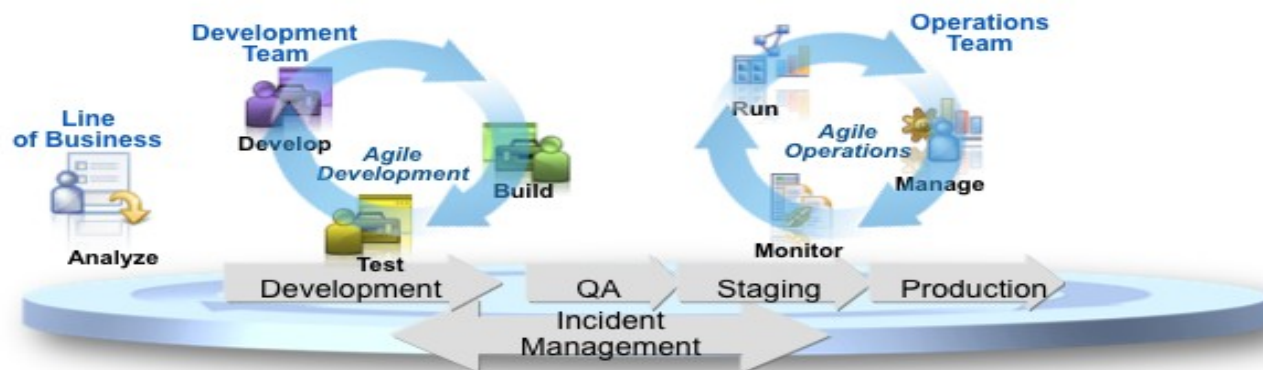 Line
of Business
Analyze
Development
Team
Develop
Agile
Development
Build
Test
Run
Operations
Team
Agile
Operations
Manage
Monitor
Development
QA
Staging
Production
Incident
Management